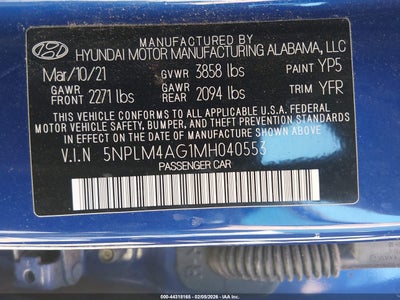 MANUFACTURED BY
HYUNDAI MOTOR MANUFACTURING ALABAMA, LLC
Mar/10/21 GVWR 3858 lbs PAINT YP5
GAWR FRONT 2271 lbs GAWR REAR 2094 lbs TRIM YFR
THIS VEHICLE CONFORMS TO ALL APPLICABLE U.S. FEDERAL
MOTOR VEHICLE SAFETY, BUMPER, AND THEFT PREVENTION
STANDARDS IN EFFECT ON THE DATE OF MANUFACTURE SHOWN ABOVE.
V.I.N 5NPLM4AG1MH040553
PASSENGER CAR
000-44318165 - 02/05/2026 - IAA Inc.